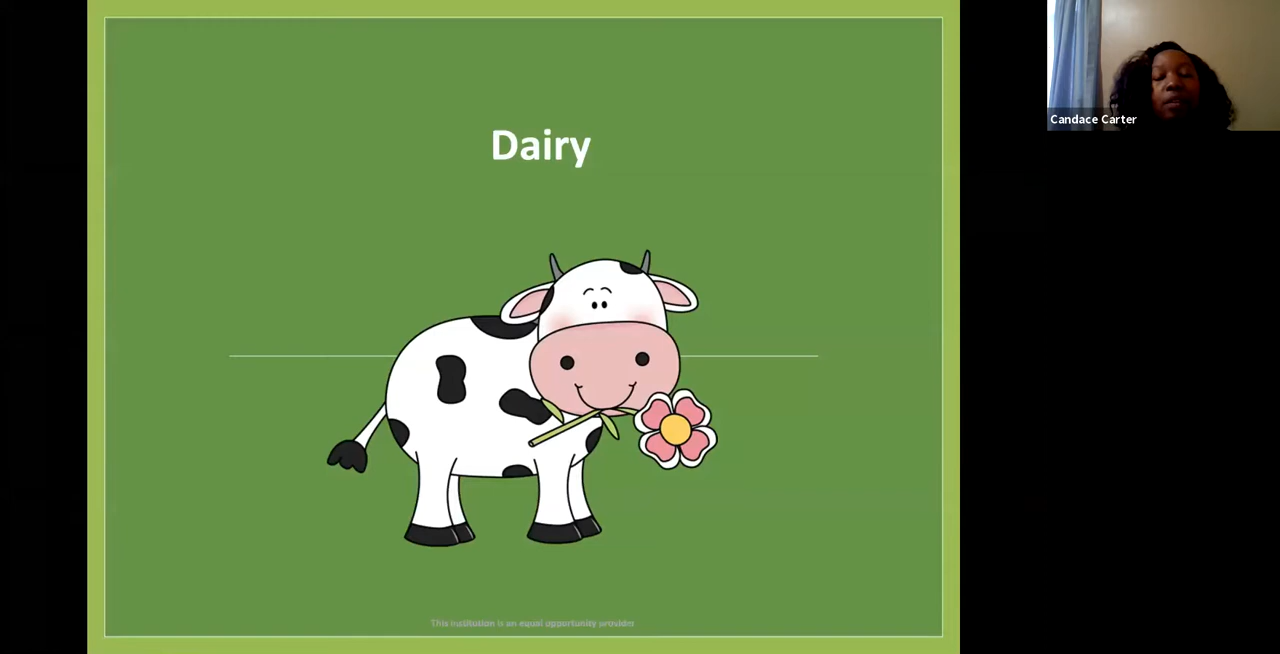 Dairy
Candace Carter
This institution is an equal opportunity provider